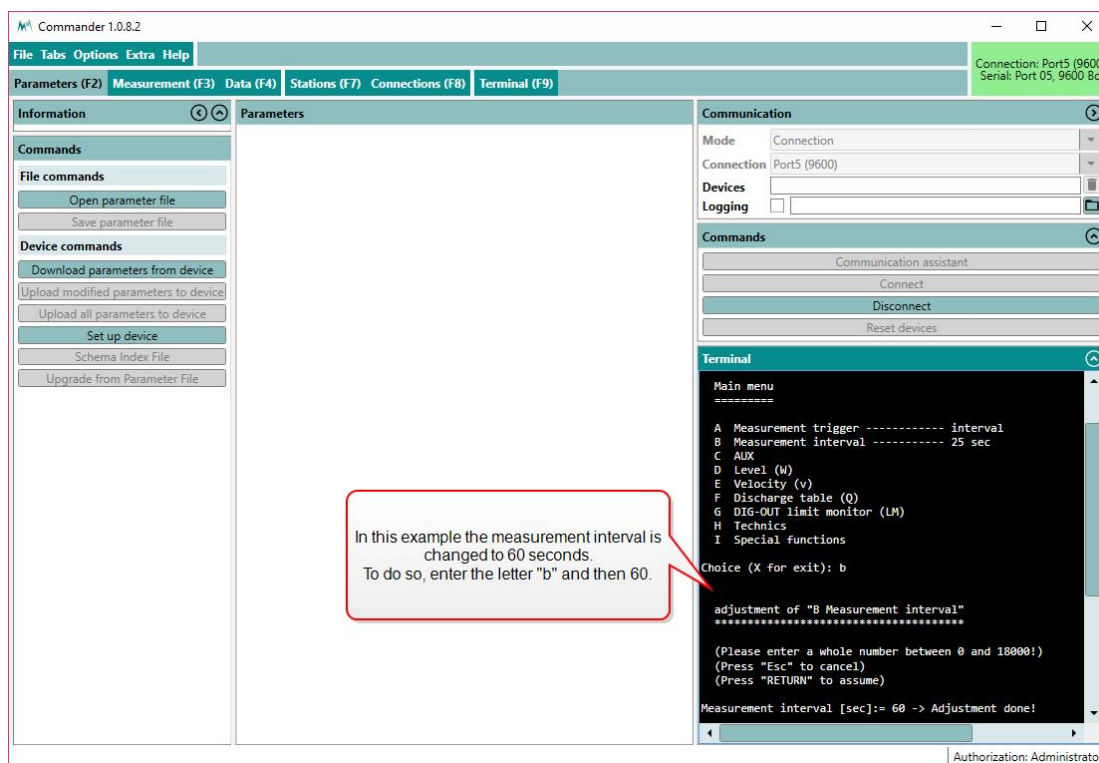 Commander 1.0.8.2
File Tabs Options Extra Help
Connection: Port5 (9600
Serial: Port 05, 9600 Bo
Parameters (F2) Measurement (F3) Data (F4) Stations (F7) Connections (F8) Terminal (F9)
Information
Commands
File commands
Open parameter file
Save parameter file
Device commands
Download parameters from device
Upload modified parameters to device
Upload all parameters to device
Set up device
Schema Index File
Upgrade from Parameter File
Parameters
In this example the measurement interval is
changed to 60 seconds.
To do so, enter the letter "b" and then 60.
Communication
Mode Connection
Connection Port5 (9600)
Devices
Logging
Commands
Communication assistant
Connect
Disconnect
Reset devices
Terminal
Main menu
=========
A Measurement trigger ------------ interval
B Measurement interval ----------- 25 sec
C AUX
D Level (W)
E Velocity (v)
F Discharge table (Q)
G DIG-OUT limit monitor (LM)
H Technics
I Special functions
Choice (X for exit): b
adjustment of "B Measurement interval"
**************************************
(Please enter a whole number between 0 and 18000!)
(Press "Esc" to cancel)
(Press "RETURN" to assume)
Measurement interval [sec]:= 60 -> Adjustment done!
Authorization: Administrato